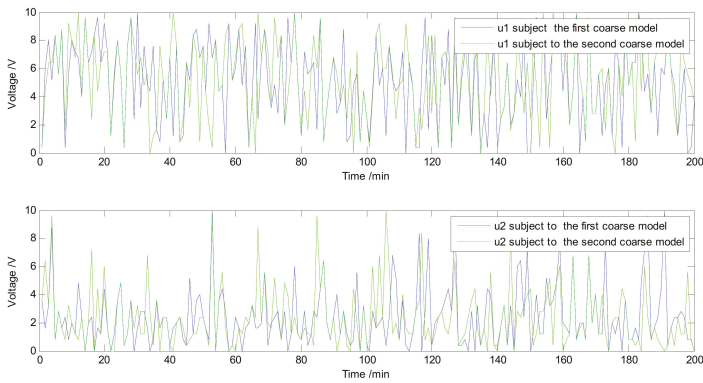 10
8
6
4
2
0
Voltage /V
u1 subject the first coarse model
u1 subject to the second coarse model
0 20 40 60 80 100 120 140 160 180 200
Time /min
10
8
6
4
2
0
Voltage /V
u2 subject to the first coarse model
u2 subject to the second coarse model
0 20 40 60 80 100 120 140 160 180 200
Time /min